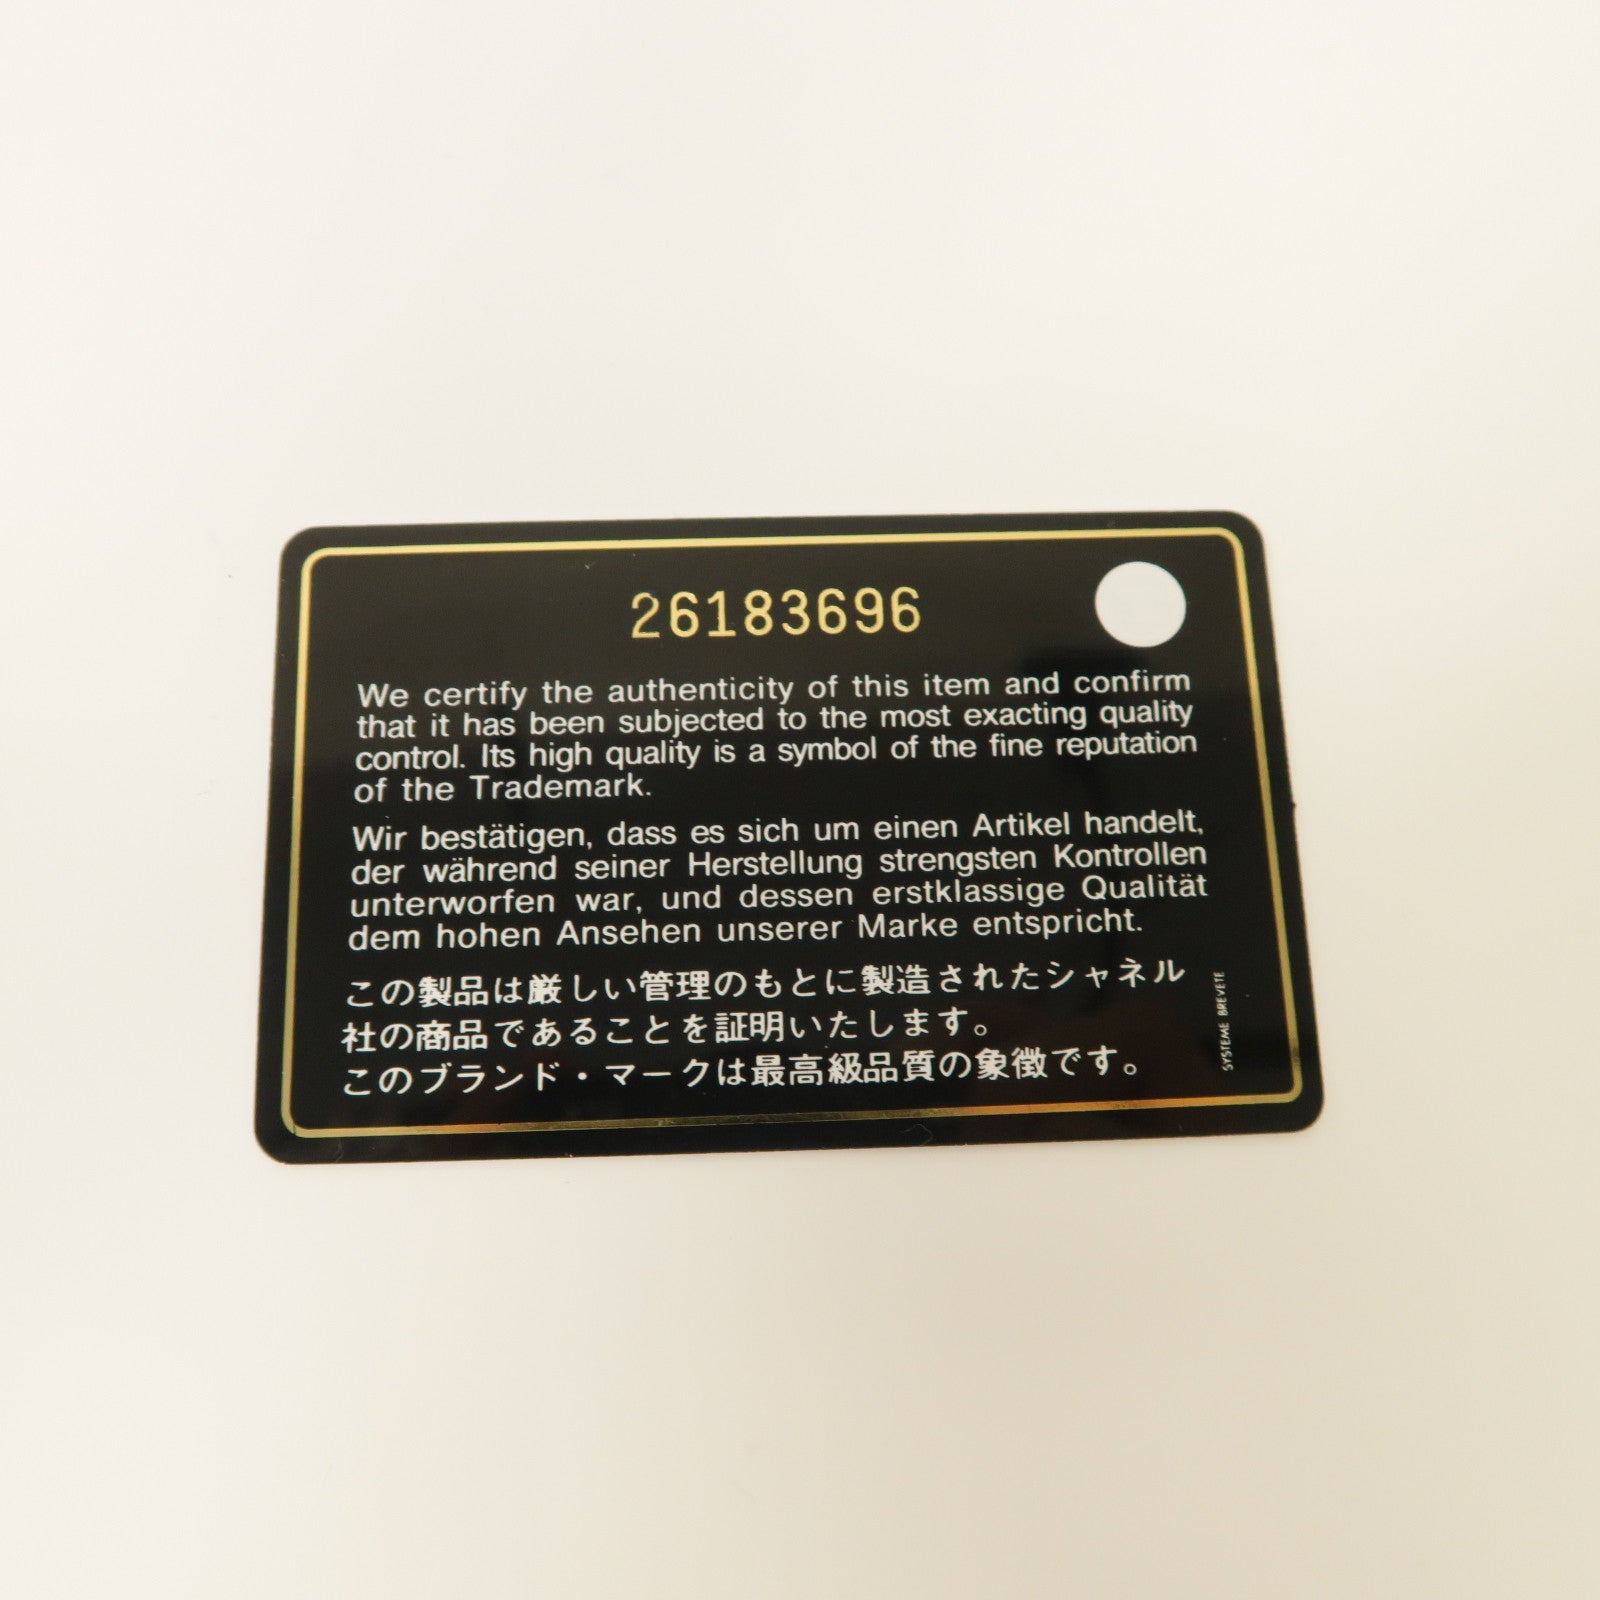 26183696
We certify the authenticity of this item and confirm
that it has been subjected to the most exacting quality
control. Its high quality is a symbol of the fine reputation
of the Trademark.
Wir bestätigen, dass es sich um einen Artikel handelt,
der während seiner Herstellung strengsten Kontrollen
unterworfen war, und dessen erstklassige Qualität
dem hohen Ansehen unserer Marke entspricht.
この製品は厳しい管理のもとに製造されたシャネル
社の商品であることを証明いたします。
このブランド・マークは最高級品質の象徴です。
SYSTEME BREVETE